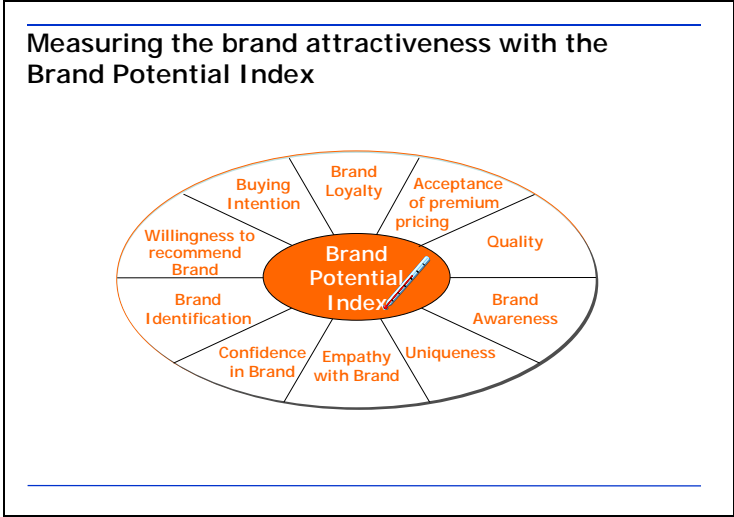 Measuring the brand attractiveness with the
Brand Potential Index
Brand
Loyalty
Acceptance
of premium
pricing
Quality
Brand
Awareness
Uniqueness
Empathy
with Brand
Confidence
in Brand
Brand
Identification
Willingness to
recommend
Brand
Buying
Intention
Brand
Potential
Index